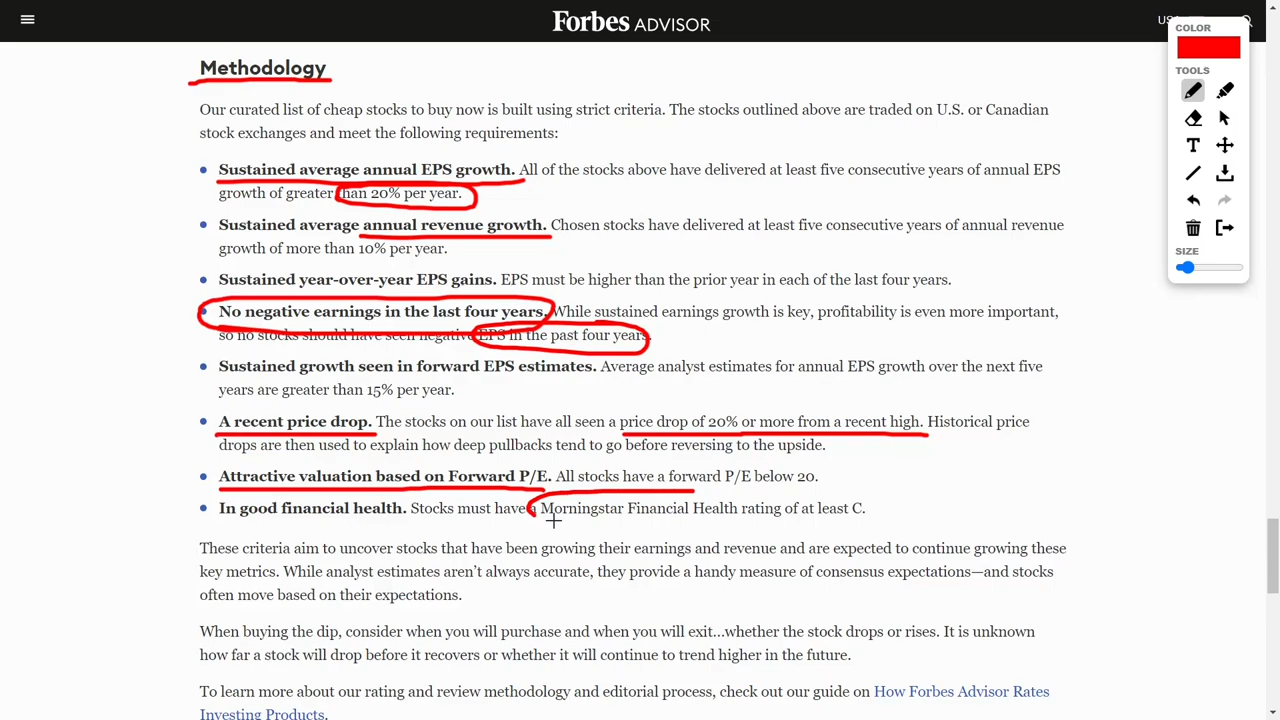 Forbes ADVISOR
US
COLOR
Methodology
TOOLS
Our curated list of cheap stocks to buy now is built using strict criteria. The stocks outlined above are traded on U.S. or Canadian
stock exchanges and meet the following requirements:
Sustained average annual EPS growth. All of the stocks above have delivered at least five consecutive years of annual EPS
growth of greater than 20% per year.
Sustained average annual revenue growth. Chosen stocks have delivered at least five consecutive years of annual revenue
growth of more than 10% per year.
SIZE
Sustained year-over-year EPS gains. EPS must be higher than the prior year in each of the last four years.
No negative earnings in the last four years. While sustained earnings growth is key, profitability is even more important,
so no stocks should have seen negative EPS in the past four years.
Sustained growth seen in forward EPS estimates. Average analyst estimates for annual EPS growth over the next five
years are greater than 15% per year.
A recent price drop. The stocks on our list have all seen a price drop of 20% or more from a recent high. Historical price
drops are then used to explain how deep pullbacks tend to go before reversing to the upside.
Attractive valuation based on Forward P/E. All stocks have a forward P/E below 20.
In good financial health. Stocks must have a Morningstar Financial Health rating of at least C.
These criteria aim to uncover stocks that have been growing their earnings and revenue and are expected to continue growing these
key metrics. While analyst estimates aren't always accurate, they provide a handy measure of consensus expectations—and stocks
often move based on their expectations.
When buying the dip, consider when you will purchase and when you will exit…whether the stock drops or rises. It is unknown
how far a stock will drop before it recovers or whether it will continue to trend higher in the future.
To learn more about our rating and review methodology and editorial process, check out our guide on How Forbes Advisor Rates
Investing Products.